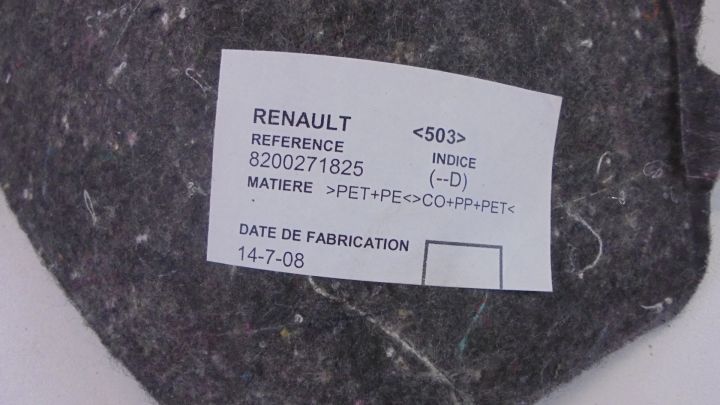 RENAULT <503>
REFERENCE INDICE
8200271825 (--D)
MATIERE >PET+PE<>CO+PP+PET<
DATE DE FABRICATION
14-7-08